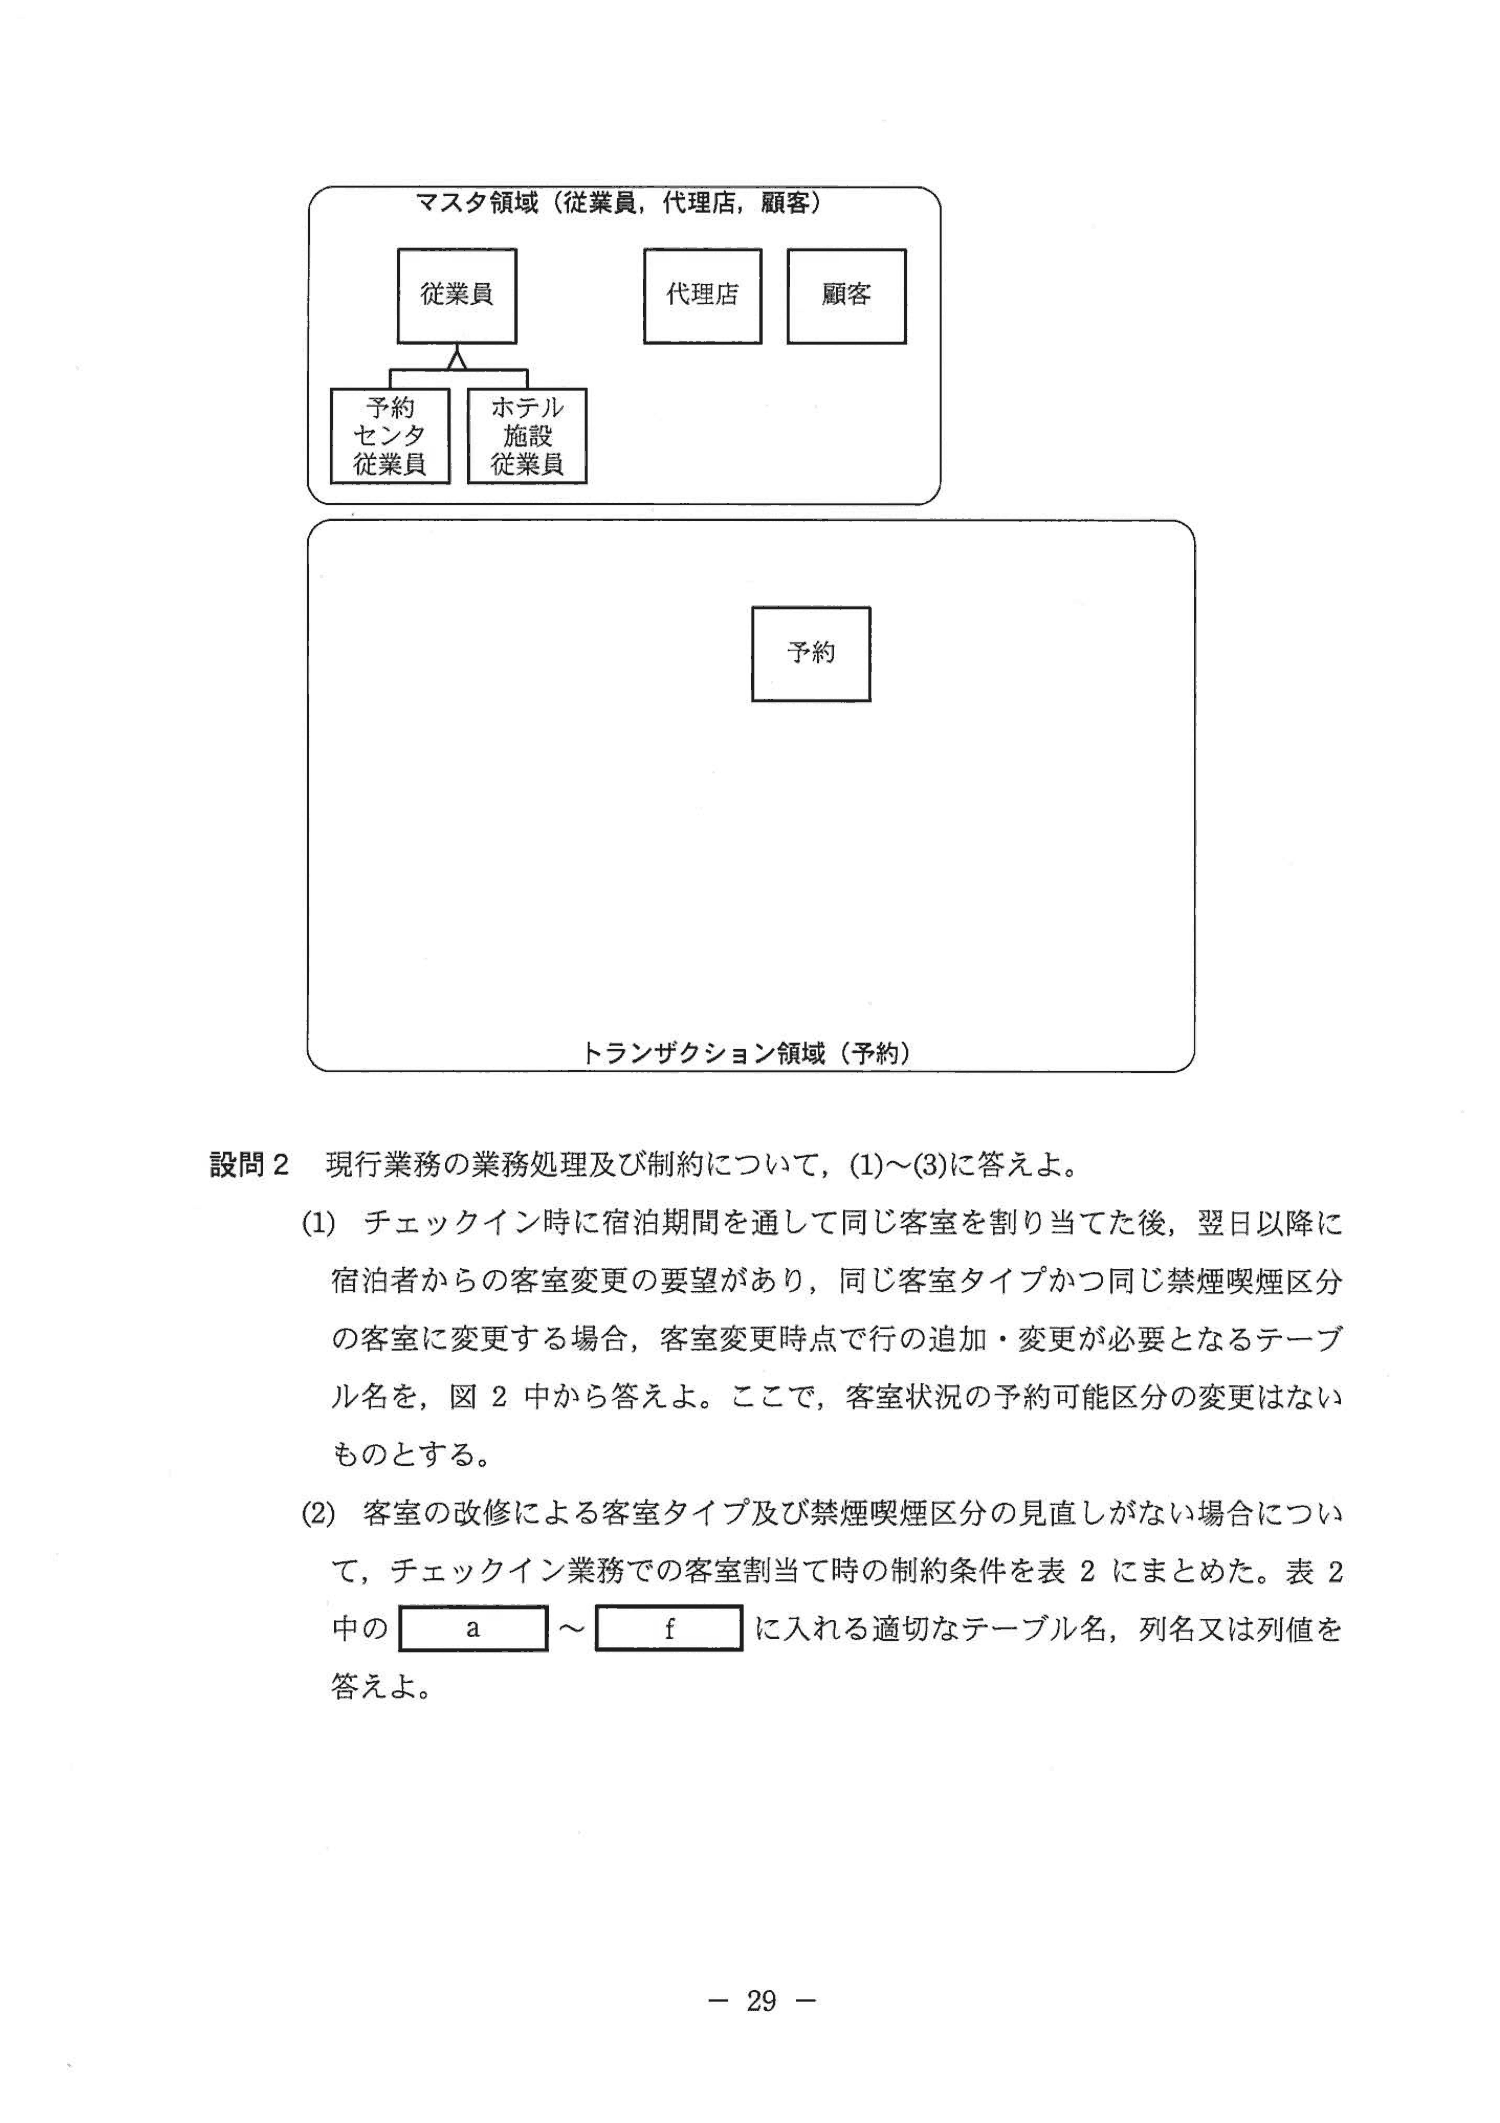 マスタ領域（従業員，代理店，顧客）
従業員
代理店
顧客
予約
センタ
従業員
ホテル
施設
従業員
予約
トランザクション領域（予約）
設問2 現行業務の業務処理及び制約について，(1)～(3)に答えよ。
(1) チェックイン時に宿泊期間を通して同じ客室を割り当てた後，翌日以降に
宿泊者からの客室変更の要望があり，同じ客室タイプかつ同じ禁煙喫煙区分
の客室に変更する場合，客室変更時点で行の追加・変更が必要となるテーブ
ル名を，図 2 中から答えよ。ここで，客室状況の予約可能区分の変更はない
ものとする。
(2) 客室の改修による客室タイプ及び禁煙喫煙区分の見直しがない場合につい
て，チェックイン業務での客室割当て時の制約条件を表 2 にまとめた。表 2
中の a ～ f に入れる適切なテーブル名，列名又は列値を
答えよ。
－ 29 －